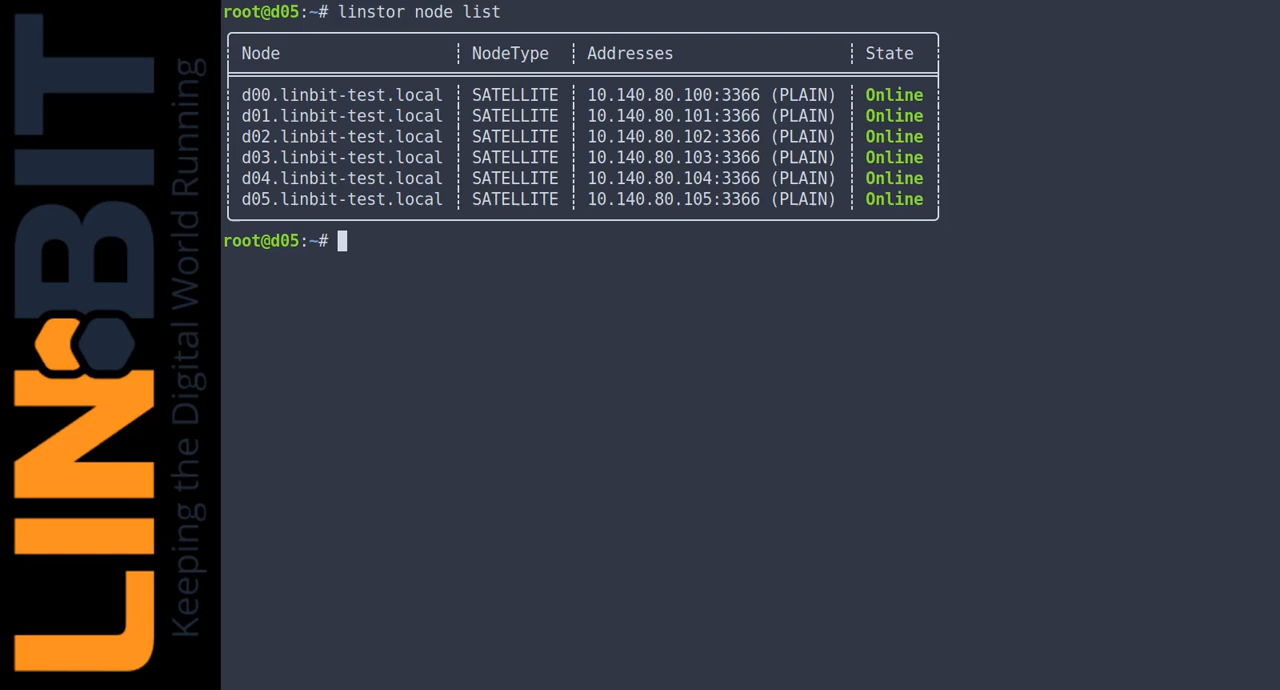 LINBIT
Keeping the Digital World Running
root@d05:~# linstor node list
Node NodeType Addresses State
d00.linbit-test.local SATELLITE 10.140.80.100:3366 (PLAIN) Online
d01.linbit-test.local SATELLITE 10.140.80.101:3366 (PLAIN) Online
d02.linbit-test.local SATELLITE 10.140.80.102:3366 (PLAIN) Online
d03.linbit-test.local SATELLITE 10.140.80.103:3366 (PLAIN) Online
d04.linbit-test.local SATELLITE 10.140.80.104:3366 (PLAIN) Online
d05.linbit-test.local SATELLITE 10.140.80.105:3366 (PLAIN) Online
root@d05:~#